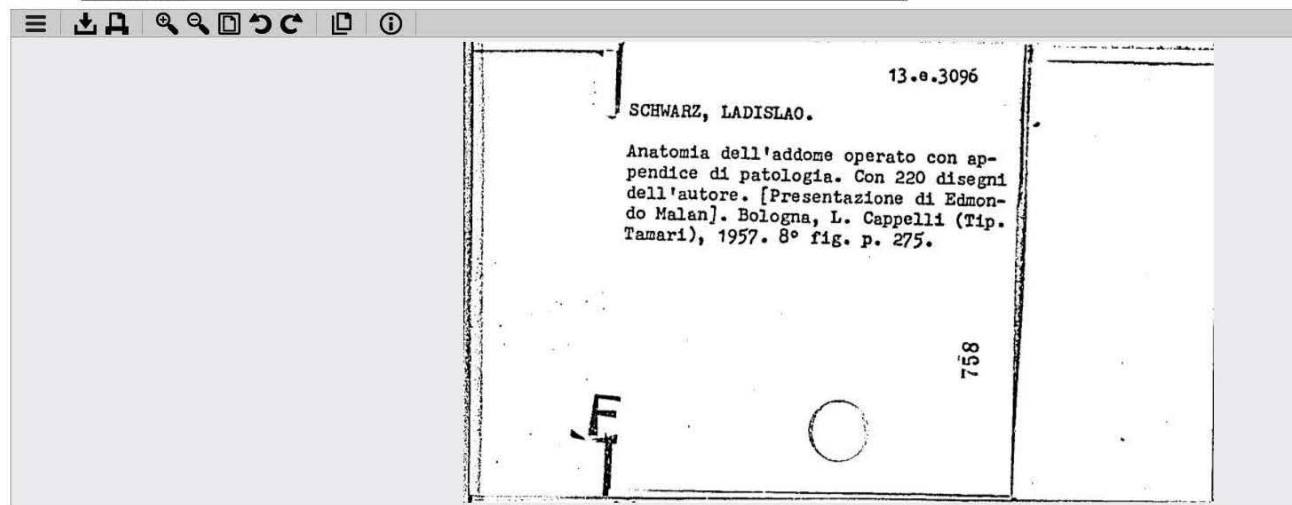 13.e.3096
SCHWARZ, LADISLAO.
Anatomia dell'addome operato con ap-
pendice di patologia. Con 220 disegni
dell'autore. [Presentazione di Edmon-
do Malan]. Bologna, L. Cappelli (Tip.
Tamari), 1957. 8º fig. p. 275.
758